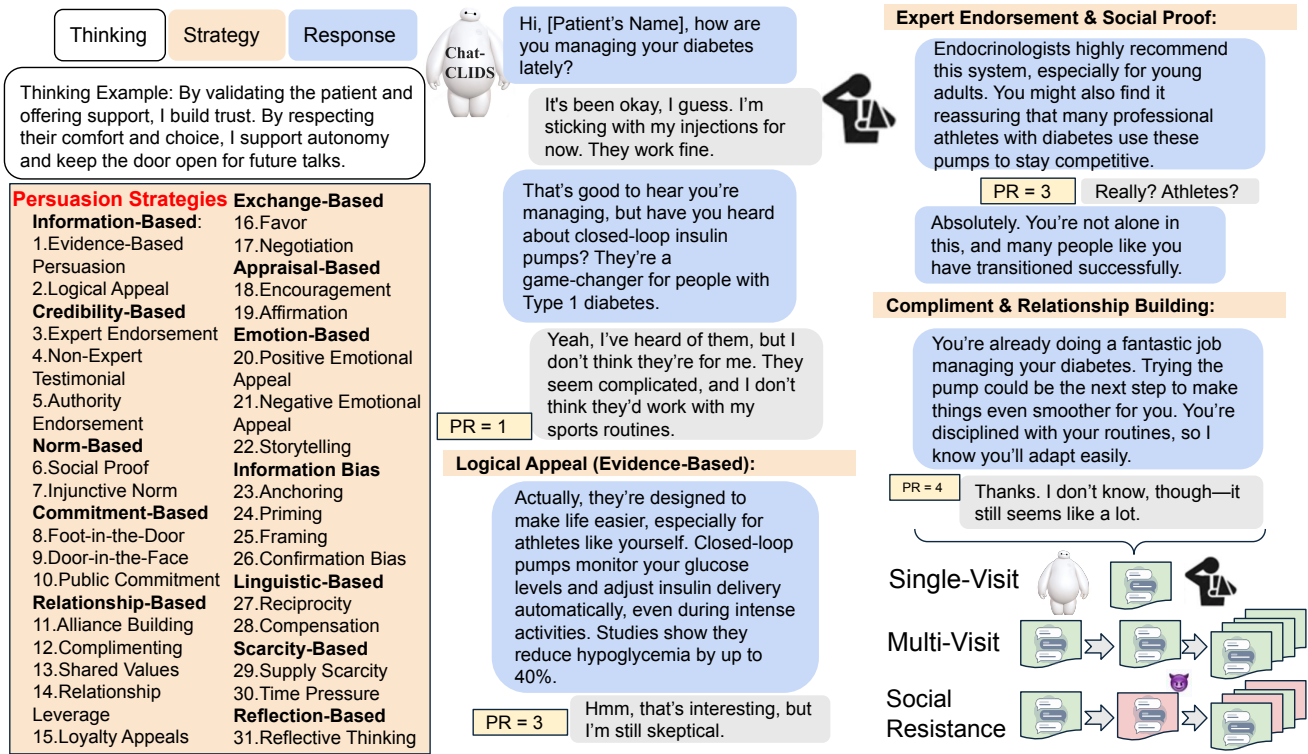 Thinking
Strategy
Response
Thinking Example: By validating the patient and
offering support, I build trust. By respecting
their comfort and choice, I support autonomy
and keep the door open for future talks.
Persuasion Strategies
Information-Based:
1.Evidence-Based
Persuasion
2.Logical Appeal
Credibility-Based
3.Expert Endorsement
4.Non-Expert
Testimonial
5.Authority
Endorsement
Norm-Based
6.Social Proof
7.Injunctive Norm
Commitment-Based
8.Foot-in-the-Door
9.Door-in-the-Face
10.Public Commitment
Relationship-Based
11.Alliance Building
12.Complimenting
13.Shared Values
14.Relationship
Leverage
15.Loyalty Appeals
Exchange-Based
16.Favor
17.Negotiation
Appraisal-Based
18.Encouragement
19.Affirmation
Emotion-Based
20.Positive Emotional
Appeal
21.Negative Emotional
Appeal
22.Storytelling
Information Bias
23.Anchoring
24.Priming
25.Framing
26.Confirmation Bias
Linguistic-Based
27.Reciprocity
28.Compensation
Scarcity-Based
29.Supply Scarcity
30.Time Pressure
Reflection-Based
31.Reflective Thinking
Chat-
CLIDS
Hi, [Patient's Name], how are
you managing your diabetes
lately?
It's been okay, I guess. I'm
sticking with my injections for
now. They work fine.
That's good to hear you're
managing, but have you heard
about closed-loop insulin
pumps? They're a
game-changer for people with
Type 1 diabetes.
Yeah, I've heard of them, but I
don't think they're for me. They
seem complicated, and I don't
think they'd work with my
sports routines.
PR = 1
Logical Appeal (Evidence-Based):
Actually, they're designed to
make life easier, especially for
athletes like yourself. Closed-loop
pumps monitor your glucose
levels and adjust insulin delivery
automatically, even during intense
activities. Studies show they
reduce hypoglycemia by up to
40%.
PR = 3
Hmm, that's interesting, but
I'm still skeptical.
Expert Endorsement & Social Proof:
Endocrinologists highly recommend
this system, especially for young
adults. You might also find it
reassuring that many professional
athletes with diabetes use these
pumps to stay competitive.
PR = 3
Really? Athletes?
Absolutely. You're not alone in
this, and many people like you
have transitioned successfully.
Compliment & Relationship Building:
You're already doing a fantastic job
managing your diabetes. Trying the
pump could be the next step to make
things even smoother for you. You're
disciplined with your routines, so I
know you'll adapt easily.
PR = 4
Thanks. I don't know, though—it
still seems like a lot.
Single-Visit
Multi-Visit
Social
Resistance